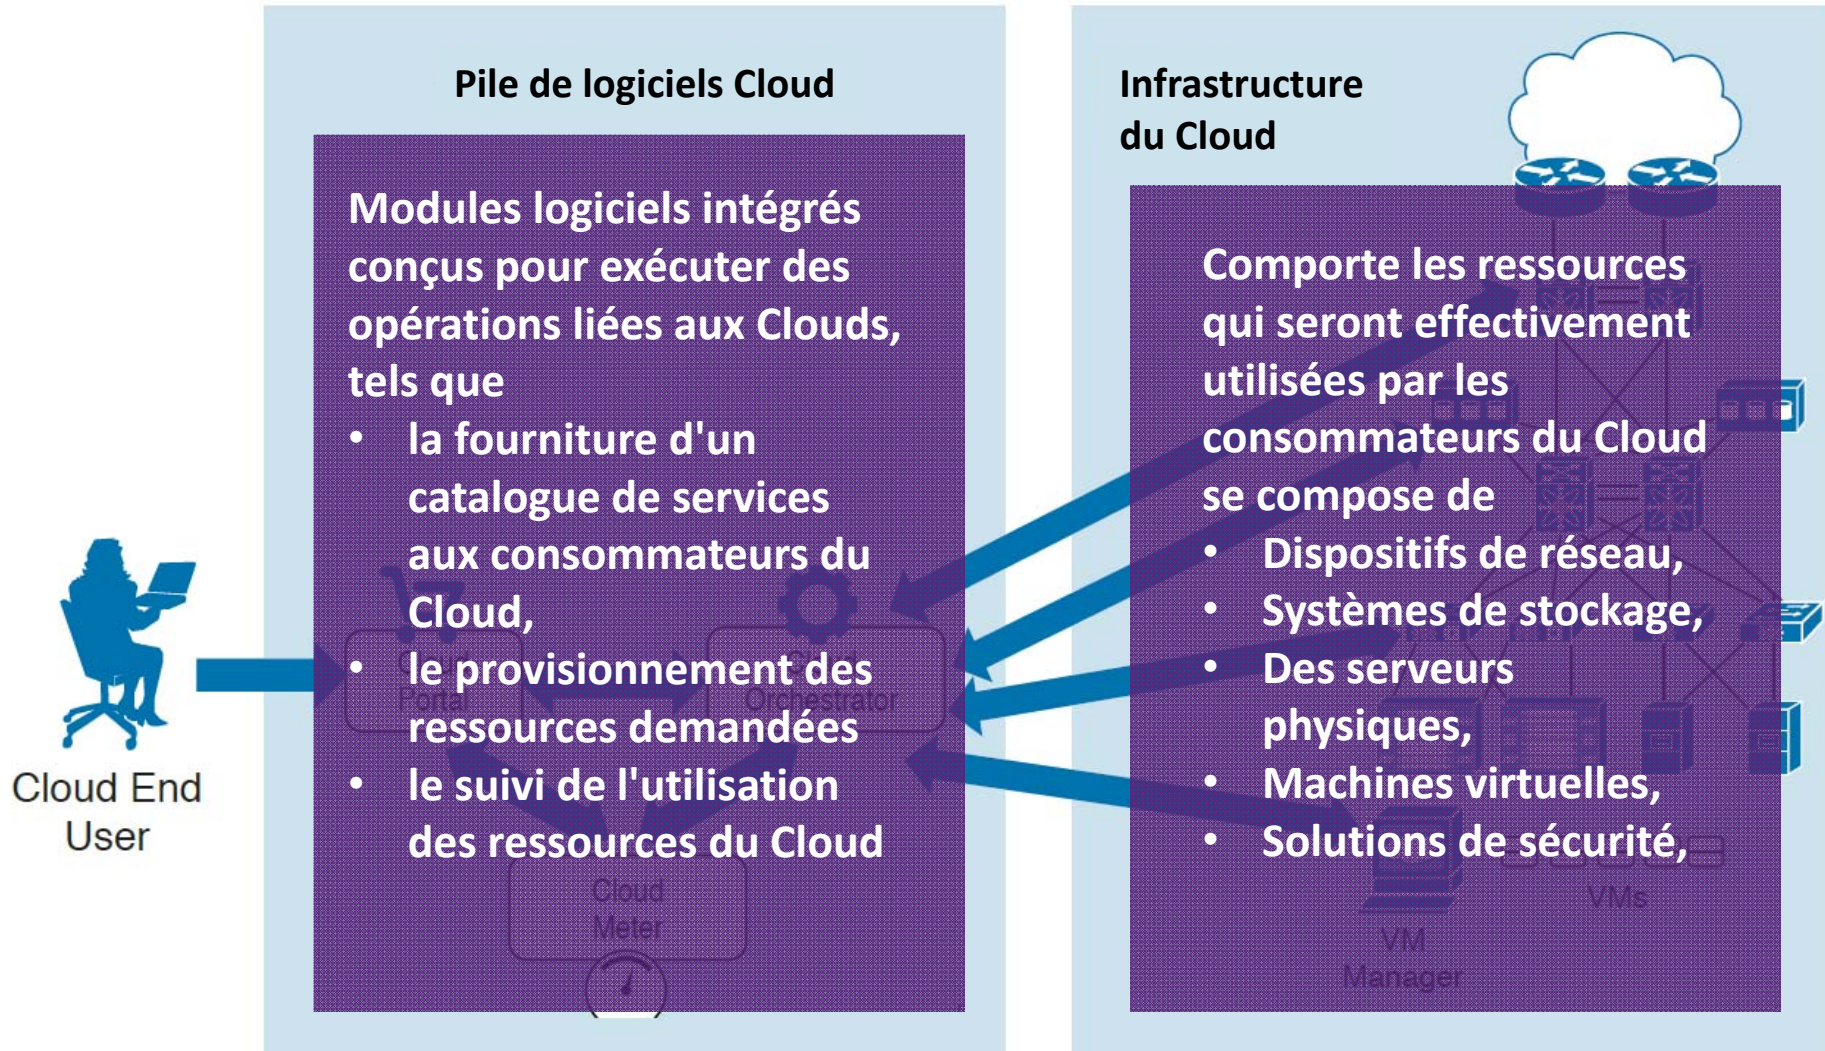 Pile de logiciels Cloud
Modules logiciels intégrés
conçus pour exécuter des
opérations liées aux Clouds,
tels que
• la fourniture d'un
catalogue de services
aux consommateurs du
Cloud,
• le provisionnement des
ressources demandées
• le suivi de l'utilisation
des ressources du Cloud
Cloud
Portal
Cloud
Orchestrator
Cloud
Meter
Cloud End
User
Infrastructure
du Cloud
Comporte les ressources
qui seront effectivement
utilisées par les
consommateurs du Cloud
se compose de
• Dispositifs de réseau,
• Systèmes de stockage,
• Des serveurs
physiques,
• Machines virtuelles,
• Solutions de sécurité,
VMs
VM
Manager